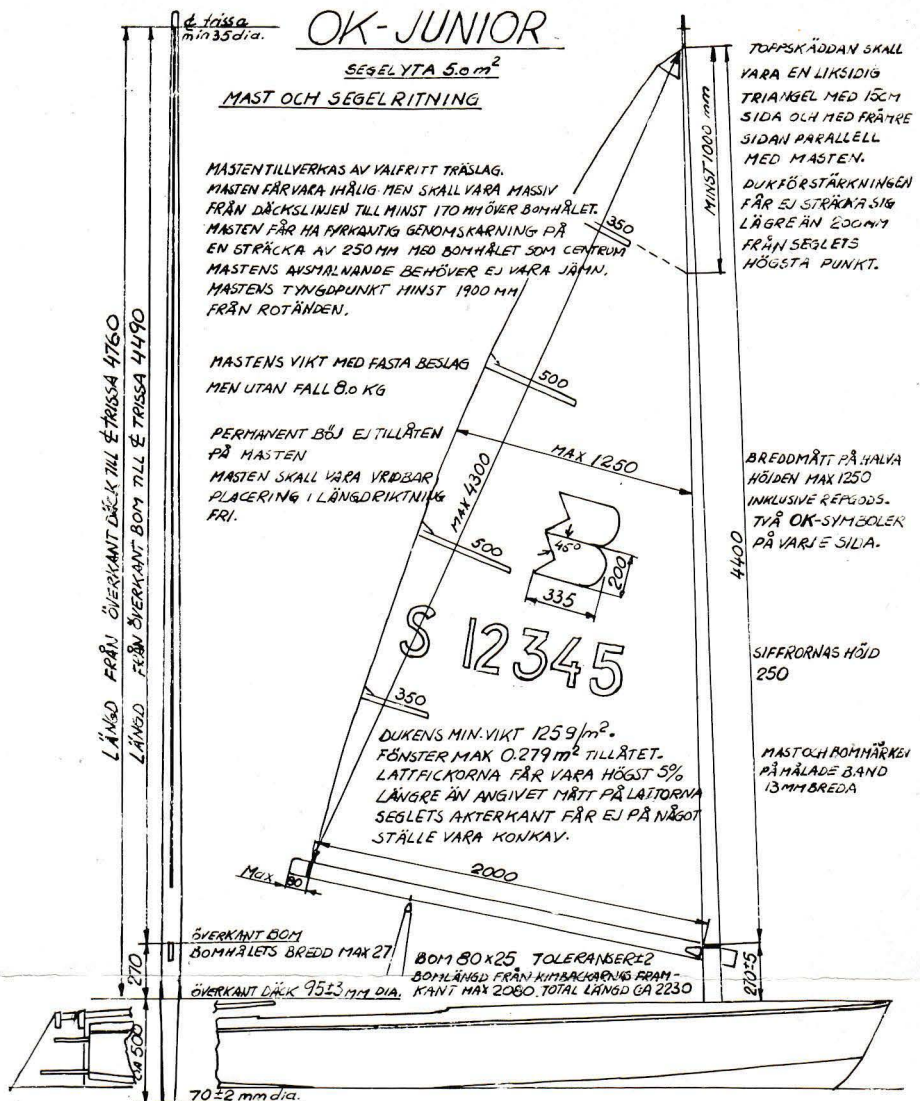 ₵ trissa
min 35 dia.
OK-JUNIOR
SEGELYTA 5.0 m²
MAST OCH SEGELRITNING
MASTEN TILLVERKAS AV VALFRITT TRÄSLAG.
MASTEN FÅR VARA IHÅLIG MEN SKALL VARA MASSIV
FRÅN DÄCKSLINJEN TILL MINST 170 MM ÖVER BOMHÅLET.
MASTEN FÅR HA FYRKANTIG GENOMSKÄRNING PÅ
EN STRÄCKA AV 250 MM MED BOMHÅLET SOM CENTRUM
MASTENS AVSMALNANDE BEHÖVER EJ VARA JÄMN.
MASTENS TYNGDPUNKT MINST 1900 MM
FRÅN ROTÄNDEN.
MASTENS VIKT MED FASTA BESLAG
MEN UTAN FALL 8.0 KG
PERMANENT BÖJ EJ TILLÅTEN
PÅ MASTEN
MASTEN SKALL VARA VRIDBAR
PLACERING I LÄNGDRIKTNING
FRI.
LÄNGD FRÅN ÖVERKANT DÄCK TILL ₵ TRISSA 4760
LÄNGD FRÅN ÖVERKANT BOM TILL ₵ TRISSA 4490
TOPPSKÄDDAN SKALL
VARA EN LIKSIDIG
TRIANGEL MED 15CM
SIDA OCH MED FRÄMRE
SIDAN PARALLELL
MED MASTEN.
DUKFÖRSTÄRKNINGEN
FÅR EJ STRÄCKA SIG
LÄGRE ÄN 200MM
FRÅN SEGLETS
HÖGSTA PUNKT.
MINST 1000 mm
350
500
MAX 1250
MAX 4300
500
45°
200
335
S 12345
350
4400
BREDDMÅTT PÅ HALVA
HÖJDEN MAX 1250
INKLUSIVE REPGODS.
TVÅ OK-SYMBOLER
PÅ VARJE SIDA.
SIFFRORNAS HÖJD
250
MAST OCH BOMMÄRKEN
PÅ MÅLADE BAND
13 MM BREDA
DUKENS MIN. VIKT 125 g/m².
FÖNSTER MAX 0.279 m² TILLÅTET.
LATTFICKORNA FÅR VARA HÖGST 5%
LÄNGRE ÄN ANGIVET MÅTT PÅ LATTORNA
SEGLETS AKTERKANT FÅR EJ PÅ NÅGOT
STÄLLE VARA KONKAV.
Max
80
2000
ÖVERKANT BOM
BOMHÅLETS BREDD MAX 27
BOM 80x25 TOLERANSER ±2
BOMLÄNGD FRÅN KIMBACKARNAS FRAM-
KANT MAX 2080. TOTAL LÄNGD CA 2230
270
270±5
ÖVERKANT DÄCK 95±3 MM DIA.
CA 500
70±2 mm dia.